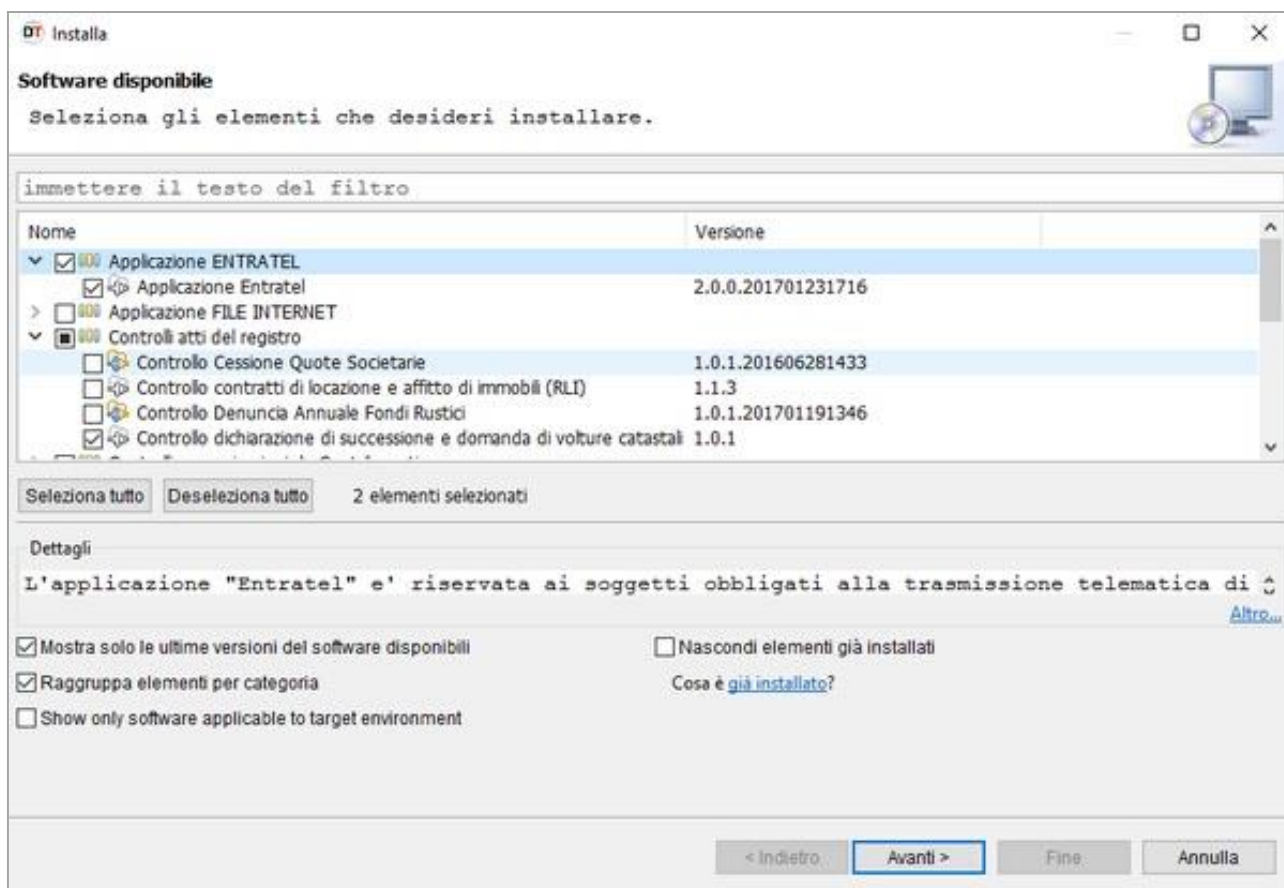 DT Installa
Software disponibile
Seleziona gli elementi che desideri installare.
immettere il testo del filtro
Nome Versione
Applicazione ENTRATEL
Applicazione Entratel 2.0.0.201701231716
Applicazione FILE INTERNET
Controlli atti del registro
Controllo Cessione Quote Societarie 1.0.1.201606281433
Controllo contratti di locazione e affitto di immobili (RLI) 1.1.3
Controllo Denuncia Annuale Fondi Rustici 1.0.1.201701191346
Controllo dichiarazione di successione e domanda di volture catastali 1.0.1
Seleziona tutto Deseleziona tutto 2 elementi selezionati
Dettagli
L'applicazione "Entratel" e' riservata ai soggetti obbligati alla trasmissione telematica di
Altro...
Mostra solo le ultime versioni del software disponibili Nascondi elementi già installati
Raggruppa elementi per categoria Cosa è già installato?
Show only software applicable to target environment
< Indietro Avanti > Fine Annulla